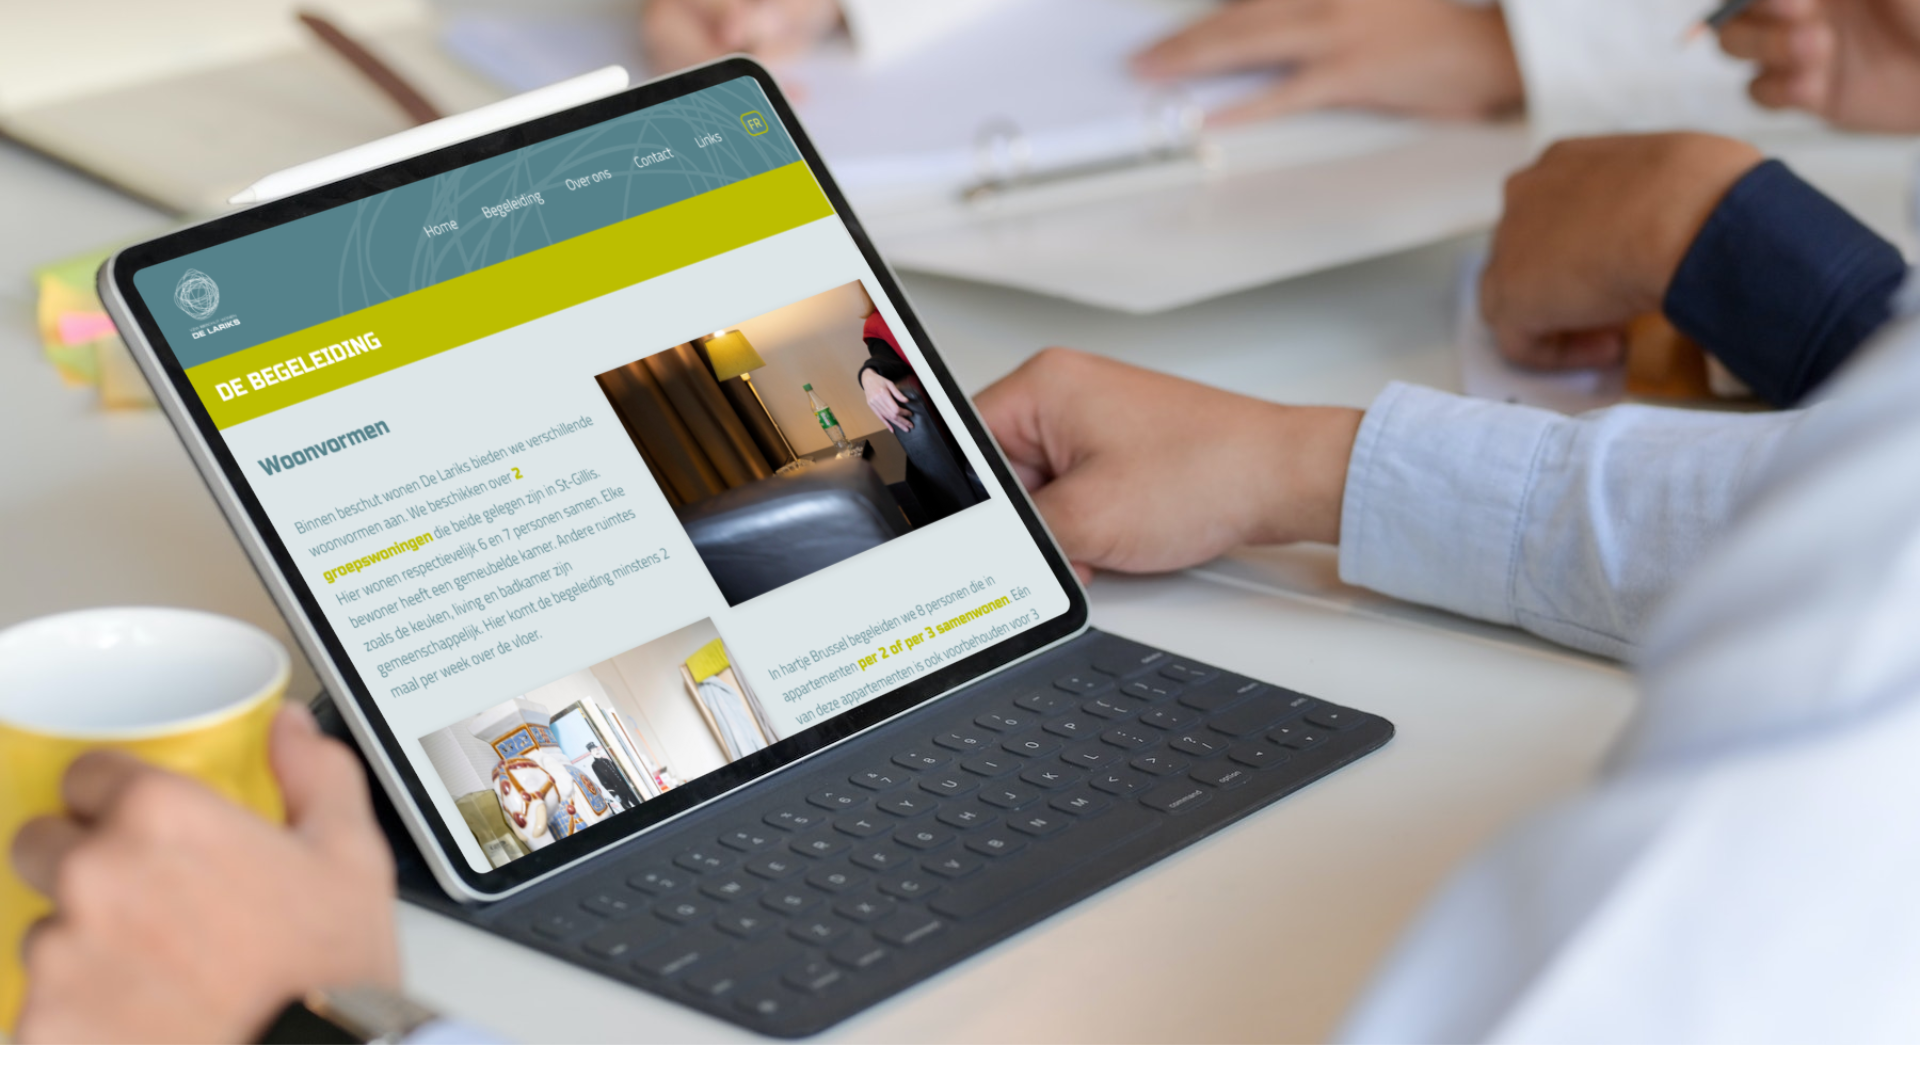 Home
Begeleiding
Over ons
Contact
Links
FR
DE LARIKS
DE BEGELEIDING
Woonvormen
Binnen beschut wonen De Lariks bieden we verschillende
woonvormen aan. We beschikken over 2
groepswoningen die beide gelegen zijn in St-Gillis.
Hier wonen respectievelijk 6 en 7 personen samen. Elke
bewoner heeft een gemeubelde kamer. Andere ruimtes
zoals de keuken, living en badkamer zijn
gemeenschappelijk. Hier komt de begeleiding minstens 2
maal per week over de vloer.
In hartje Brussel begeleiden we 8 personen die in
appartementen per 2 of per 3 samenwonen. Eén
van deze appartementen is ook voorbehouden voor 3
command
option